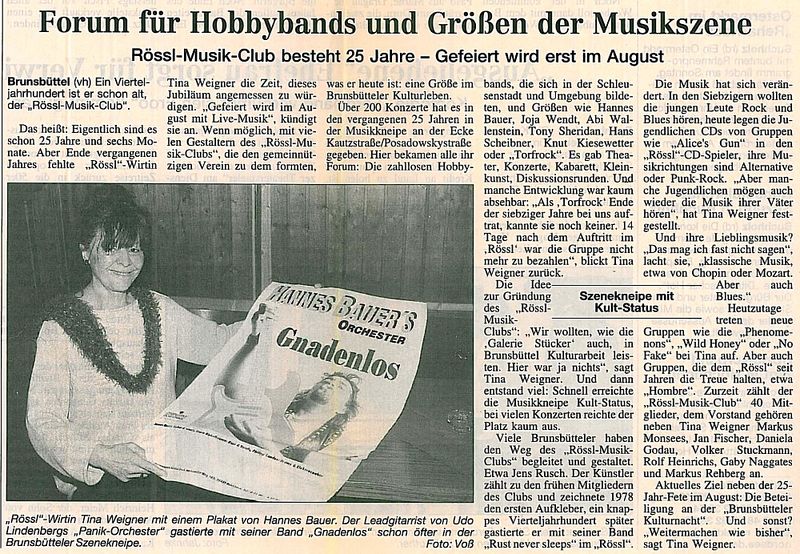 Forum für Hobbybands und Größen der Musikszene
Rössl-Musik-Club besteht 25 Jahre – Gefeiert wird erst im August
Brunsbüttel (vh) Ein Viertel-
jahrhundert ist er schon alt,
der „Rössl-Musik-Club“.
Das heißt: Eigentlich sind es
schon 25 Jahre und sechs Mona-
te. Aber Ende vergangenen
Jahres fehlte „Rössl“-Wirtin
Tina Weigner die Zeit, dieses
Jubiläum angemessen zu wür-
digen. „Gefeiert wird im Au-
gust mit Live-Musik“, kündigt
sie an. Wenn möglich, mit vie-
len Gestaltern des „Rössl-Mu-
sik-Clubs“, die den gemeinnüt-
zigen Verein zu dem formten,
was er heute ist: eine Größe im
Brunsbütteler Kulturleben.
Über 200 Konzerte hat es in
den vergangenen 25 Jahren in
der Musikkneipe an der Ecke
Kautzstraße/Posadowskystraße
gegeben. Hier bekamen alle ihr
Forum: Die zahllosen Hobby-
bands, die sich in der Schleu-
senstadt und Umgebung bilde-
ten, und Größen wie Hannes
Bauer, Joja Wendt, Abi Wal-
lenstein, Tony Sheridan, Hans
Scheibner, Knut Kiesewetter
oder „Torfrock“. Es gab Thea-
ter, Konzerte, Kabarett, Klein-
kunst, Diskussionsrunden. Und
manche Entwicklung war kaum
absehbar: „Als ‚Torfrock‘ Ende
der siebziger Jahre bei uns auf-
trat, kannte sie noch keiner. 14
Tage nach dem Auftritt im
„Rössl“ war die Gruppe nicht
mehr zu bezahlen“, blickt Tina
Weigner zurück.
Die Idee
zur Gründung
des „Rössl-
Musik-
Clubs“: „Wir wollten, wie die
‚Galerie Stücker‘ auch, in
Brunsbüttel Kulturarbeit leis-
ten. Hier war ja nichts“, sagt
Tina Weigner. Und dann
entstand viel: Schnell erreichte
die Musikkneipe Kult-Status,
bei vielen Konzerten reichte der
Platz kaum aus.
Viele Brunsbütteler haben
den Weg des „Rössl-Musik-
Clubs“ begleitet und gestaltet.
Etwa Jens Rusch. Der Künstler
zählt zu den frühen Mitgliedern
des Clubs und zeichnete 1978
den ersten Aufkleber, ein knap-
pes Vierteljahrhundert später
gastierte er mit seiner Band
„Rust never sleeps“ im „Rössl“.
Szenekneipe mit
Kult-Status
Die Musik hat sich verän-
dert. In den Siebzigern wollten
die jungen Leute Rock und
Blues hören, heute legen die Ju-
gendlichen CDs von Gruppen
wie „Alice's Gun“ in den
„Rössl“-CD-Spieler, ihre Mu-
sikrichtungen sind Alternative
oder Punk-Rock. „Aber man-
che Jugendlichen mögen auch
wieder die Musik ihrer Väter
hören“, hat Tina Weigner fest-
gestellt.
Und ihre Lieblingsmusik?
„Das mag ich fast nicht sagen“,
lacht sie, „klassische Musik,
etwa von Chopin oder Mozart.
Aber auch
Blues.“
Heutzutage
treten neue
Gruppen wie die „Phenome-
nons“, „Wild Honey“ oder „No
Fake“ bei Tina auf. Aber auch
Gruppen, die dem „Rössl“ seit
Jahren die Treue halten, etwa
„Hombre“. Zurzeit zählt der
„Rössl-Musik-Club“ 40 Mit-
glieder, dem Vorstand gehören
neben Tina Weigner Markus
Monsees, Jan Fischer, Daniela
Godau, Volker Stuckmann,
Rolf Heinrichs, Gaby Naggates
und Markus Rehberg an.
Aktuelles Ziel neben der 25-
Jahr-Fete im August: Die Betei-
ligung an der „Brunsbütteler
Kulturnacht“. Und sonst?
„Weitermachen wie bisher“,
sagt Tina Weigner.
HANNES BAUER'S
ORCHESTER
Gnadenlos
„Rössl“-Wirtin Tina Weigner mit einem Plakat von Hannes Bauer. Der Leadgitarrist von Udo
Lindenbergs „Panik-Orchester“ gastierte mit seiner Band „Gnadenlos“ schon öfter in der
Brunsbütteler Szenekneipe.
Foto: Voß